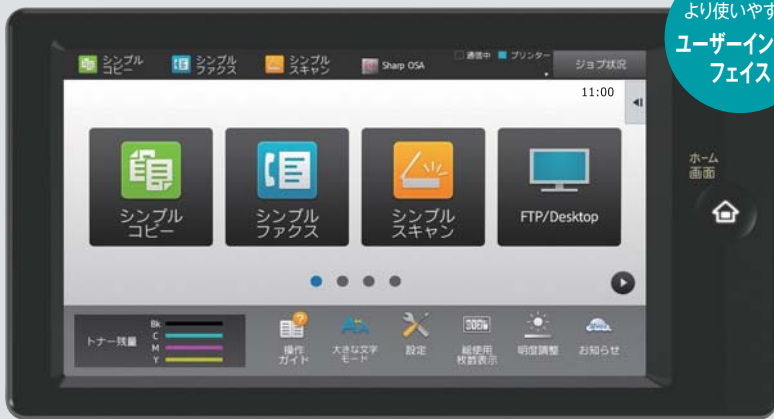 より使いやす
ユーザーイン
フェイス
シンプル
コピー
シンプル
ファクス
シンプル
スキャン
Sharp OSA
通信中
プリンター
ジョブ状況
11:00
シンプル
コピー
シンプル
ファクス
シンプル
スキャン
FTP/Desktop
ホーム
画面
トナー残量
Bk
C
M
Y
操作
ガイド
大きな文字
モード
設定
総使用
枚数表示
明度調整
お知らせ